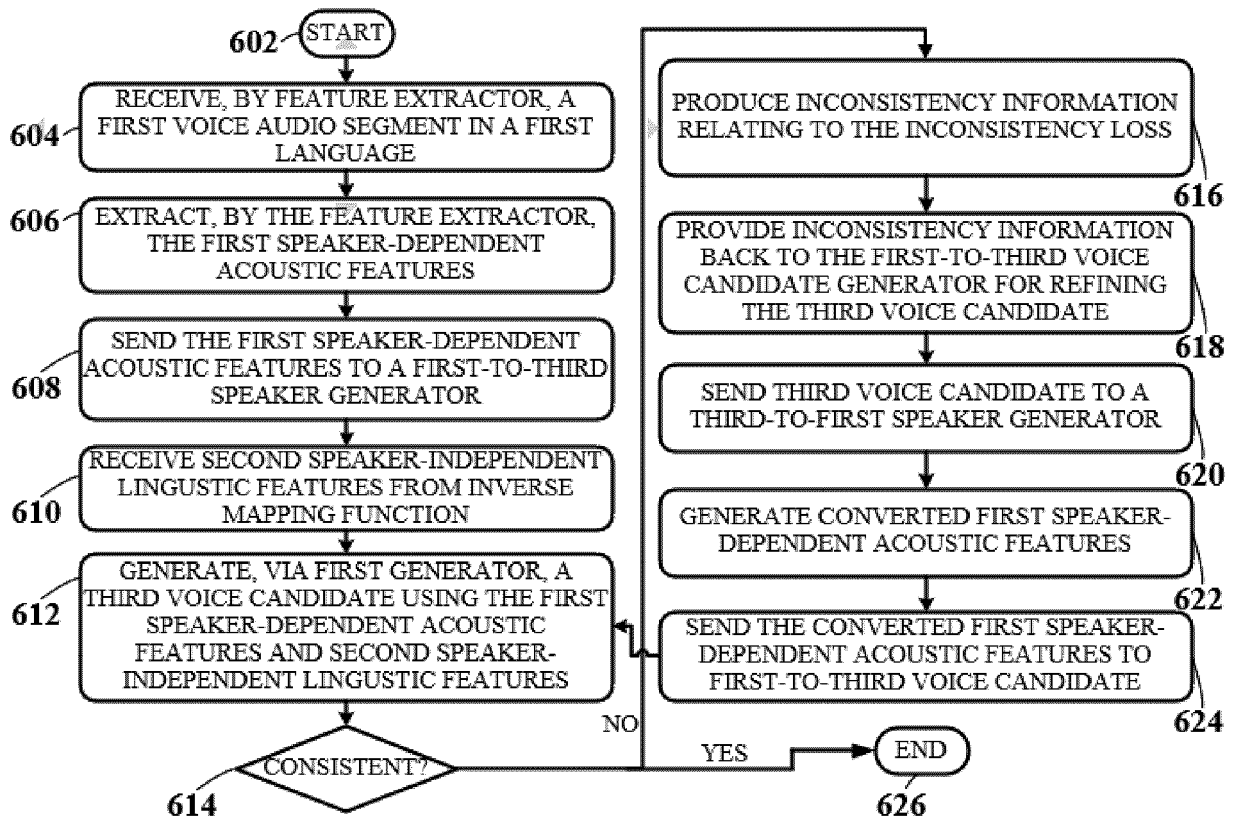 602
START
604
RECEIVE, BY FEATURE EXTRACTOR, A
FIRST VOICE AUDIO SEGMENT IN A FIRST
LANGUAGE
606
EXTRACT, BY THE FEATURE EXTRACTOR,
THE FIRST SPEAKER-DEPENDENT
ACOUSTIC FEATURES
608
SEND THE FIRST SPEAKER-DEPENDENT
ACOUSTIC FEATURES TO A FIRST-TO-THIRD
SPEAKER GENERATOR
610
RECEIVE SECOND SPEAKER-INDEPENDENT
LINGUSTIC FEATURES FROM INVERSE
MAPPING FUNCTION
612
GENERATE, VIA FIRST GENERATOR, A
THIRD VOICE CANDIDATE USING THE FIRST
SPEAKER-DEPENDENT ACOUSTIC
FEATURES AND SECOND SPEAKER-
INDEPENDENT LINGUSTIC FEATURES
614
CONSISTENT?
NO
YES
PRODUCE INCONSISTENCY INFORMATION
RELATING TO THE INCONSISTENCY LOSS
616
PROVIDE INCONSISTENCY INFORMATION
BACK TO THE FIRST-TO-THIRD VOICE
CANDIDATE GENERATOR FOR REFINING
THE THIRD VOICE CANDIDATE
618
SEND THIRD VOICE CANDIDATE TO A
THIRD-TO-FIRST SPEAKER GENERATOR
620
GENERATE CONVERTED FIRST SPEAKER-
DEPENDENT ACOUSTIC FEATURES
622
SEND THE CONVERTED FIRST SPEAKER-
DEPENDENT ACOUSTIC FEATURES TO
FIRST-TO-THIRD VOICE CANDIDATE
624
END
626